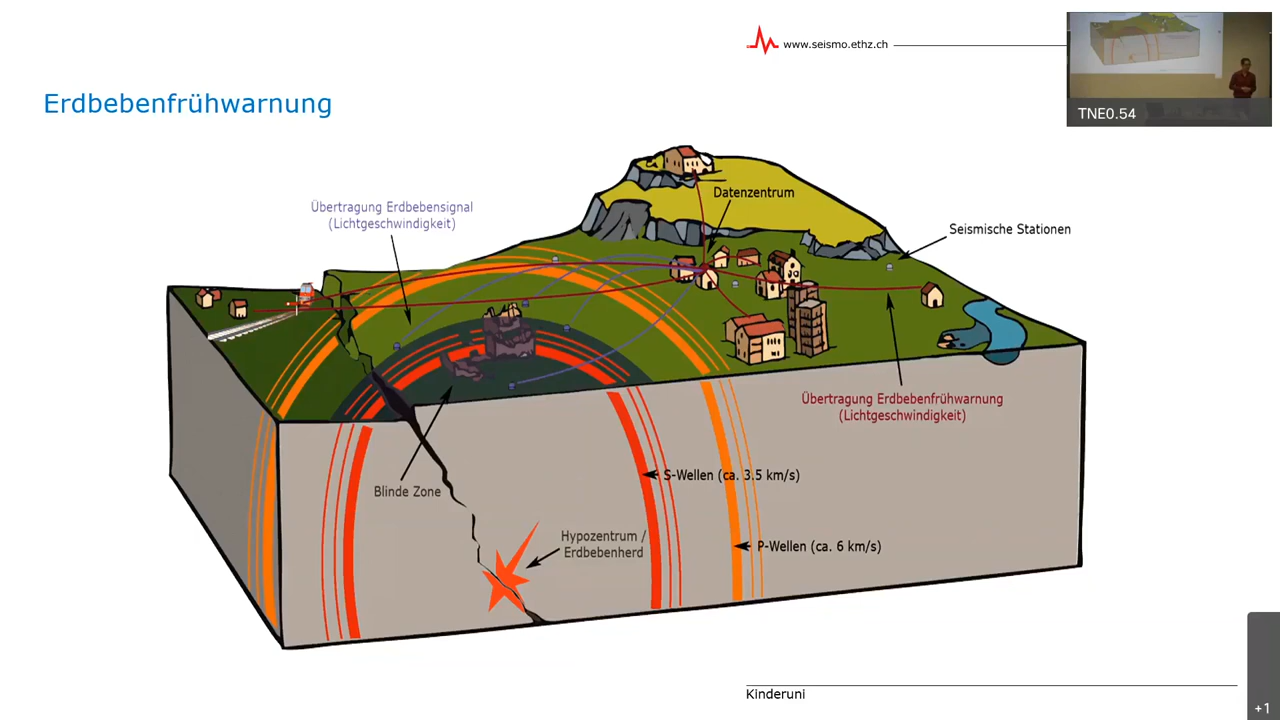 www.seismo.ethz.ch
TNE0.54
Erdbebenfrühwarnung
Datenzentrum
Übertragung Erdbebensignal
(Lichtgeschwindigkeit)
Seismische Stationen
Übertragung Erdbebenfrühwarnung
(Lichtgeschwindigkeit)
S-Wellen (ca. 3.5 km/s)
Blinde Zone
Hypozentrum /
Erdbebenherd
P-Wellen (ca. 6 km/s)
Kinderuni
+1